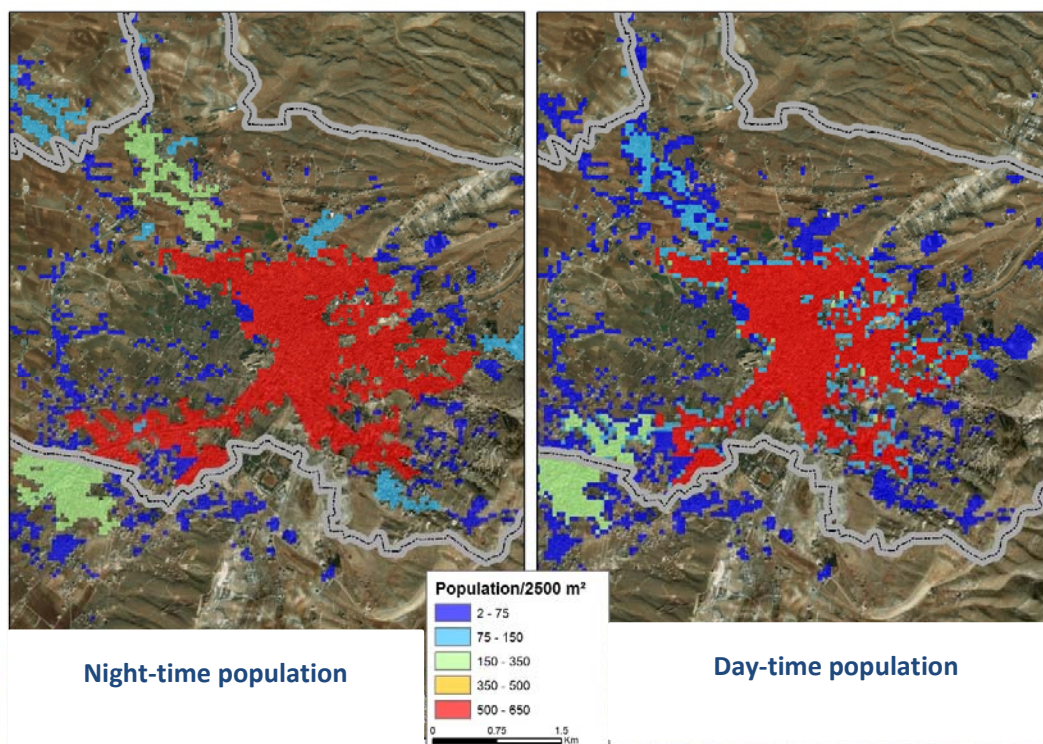 Population/2500 m²
2 - 75
75 - 150
150 - 350
350 - 500
500 - 650
0 0.75 1.5
Km
Night-time population
Day-time population